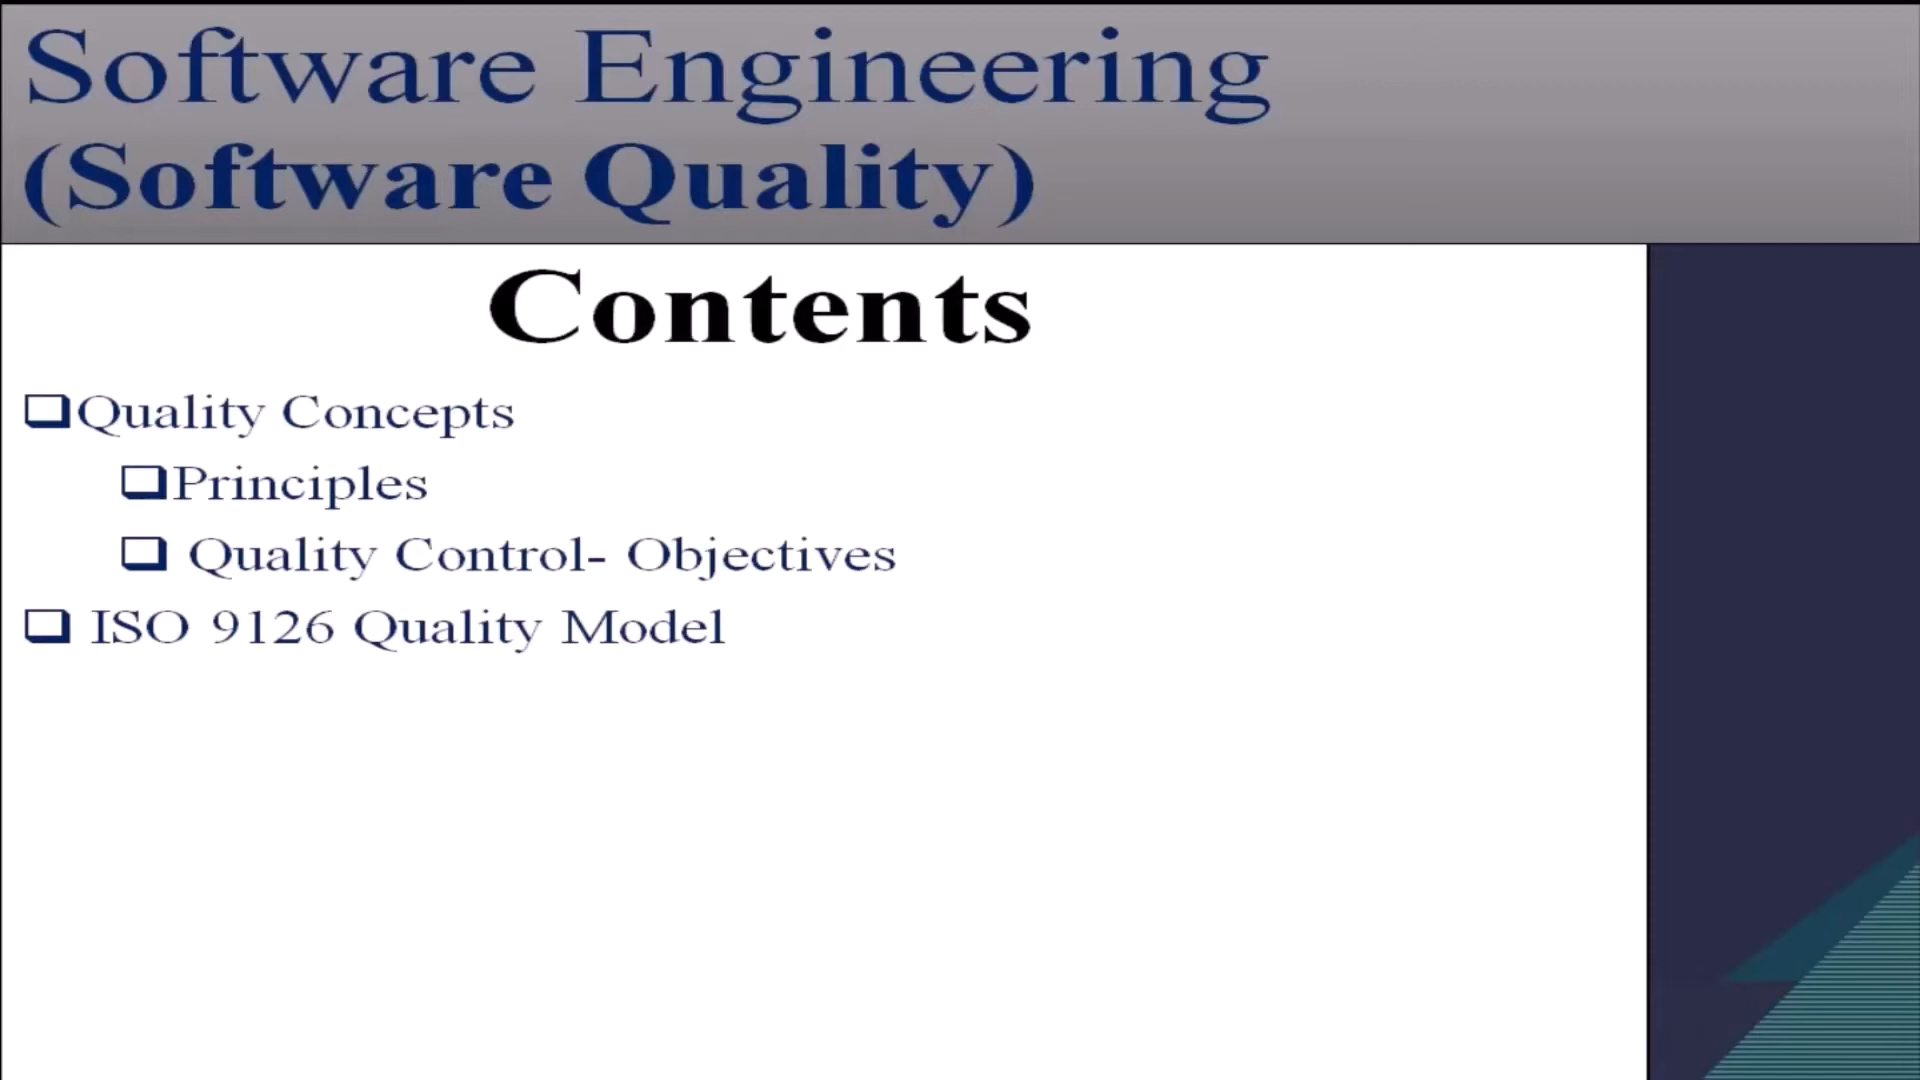 Software Engineering
(Software Quality)
Contents
❑Quality Concepts
❑Principles
❑ Quality Control- Objectives
❑ ISO 9126 Quality Model